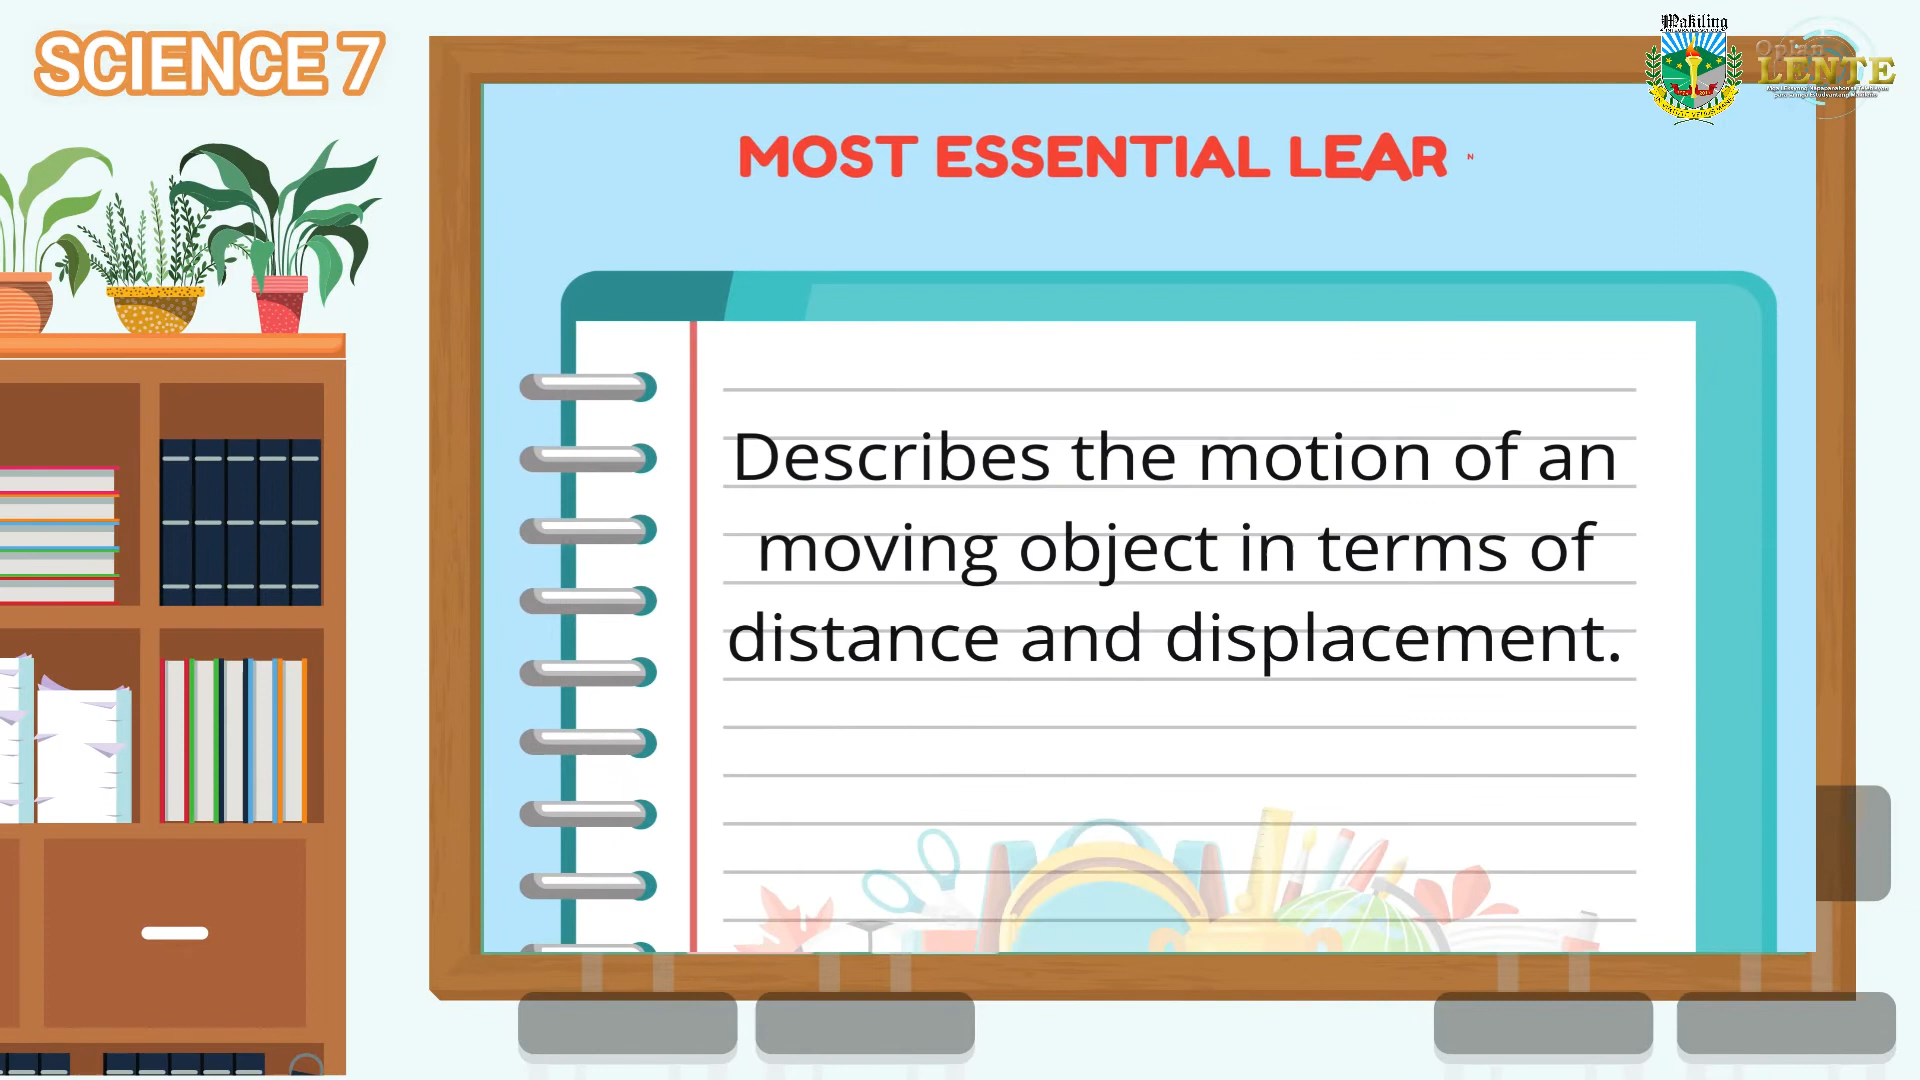 SCIENCE 7
Makiling
Oplan
LENTE
MOST ESSENTIAL LEAR N
Describes the motion of an
moving object in terms of
distance and displacement.